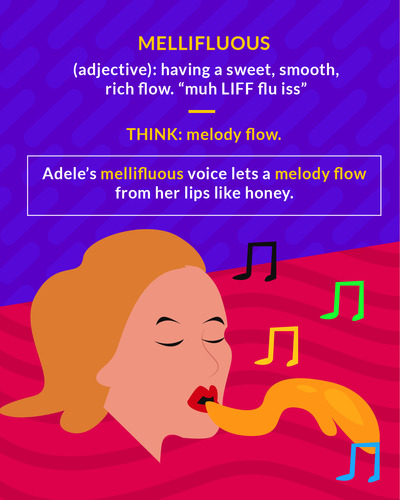 MELLIFLUOUS
(adjective): having a sweet, smooth,
rich flow. “muh LIFF flu iss”
THINK: melody flow.
Adele’s mellifluous voice lets a melody flow
from her lips like honey.